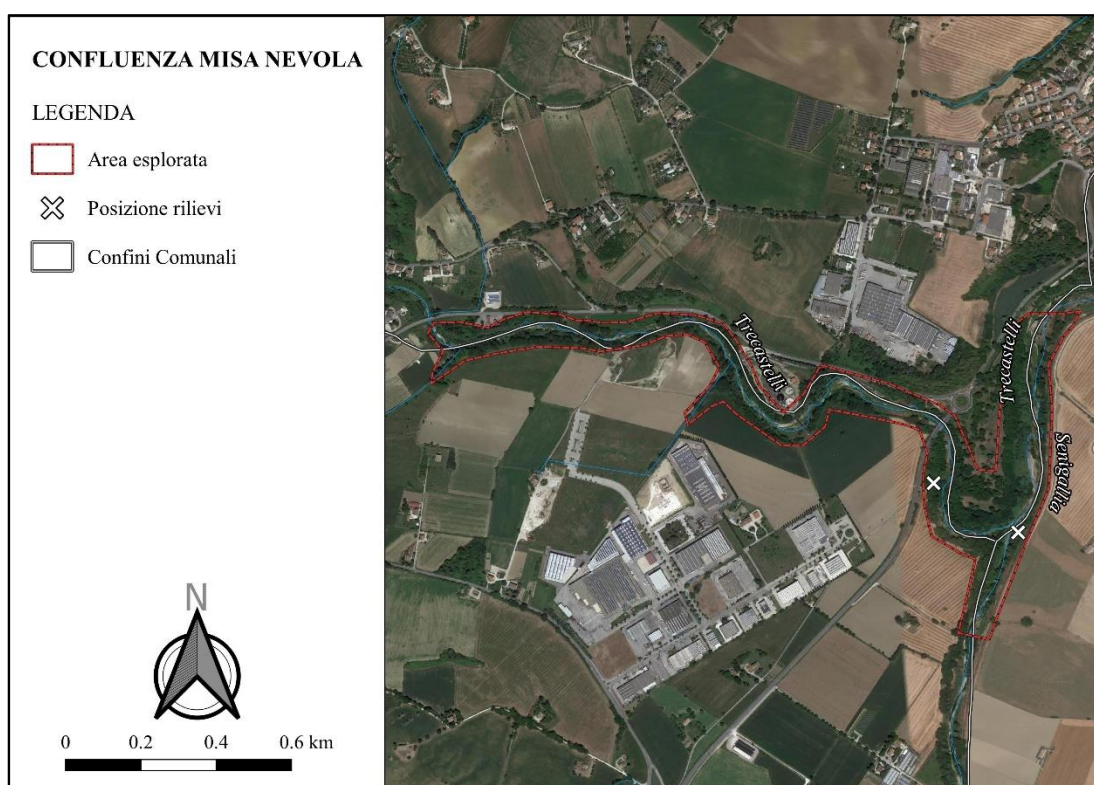 CONFLUENZA MISA NEVOLA
LEGENDA
Area esplorata
Posizione rilievi
Confini Comunali
N
0 0.2 0.4 0.6 km
Trecastelli
Trecastelli
Senigallia